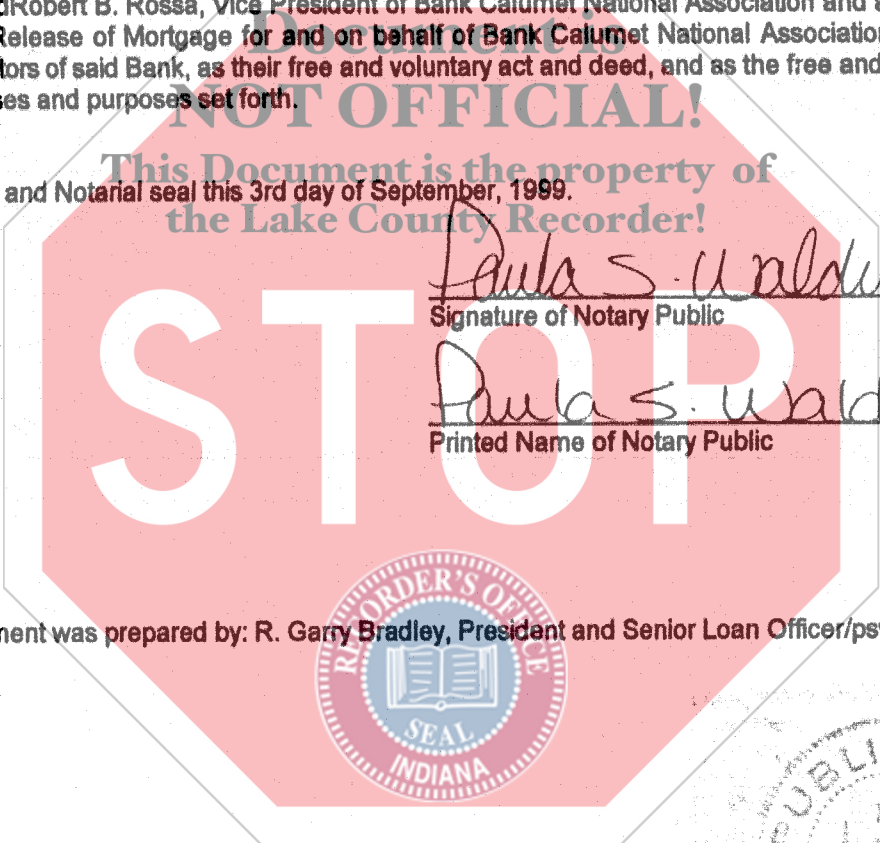 Robert B. Rossa, Vice President of Bank Calumet National Association and
Release of Mortgage for and on behalf of Bank Calumet National Association
tors of said Bank, as their free and voluntary act and deed, and as the free and
ses and purposes set forth.
Document is
NOT OFFICIAL!
This Document is the property of
the Lake County Recorder!
and Notarial seal this 3rd day of September, 1999.
Paula S.
Signature of Notary Public
Paula S.
Printed Name of Notary Public
STOP
ment was prepared by: R. Garry Bradley, President and Senior Loan Officer/ps
RECORDER'S OFFICE
SEAL
INDIANA
PUBLI